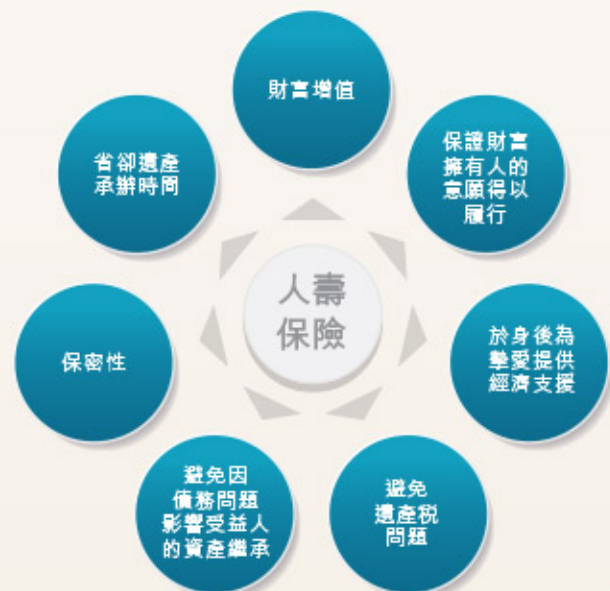 財富增值
保證財富
擁有人的
意願得以
履行
於身後為
摯愛提供
經濟支援
避免
遺產稅
問題
避免因
債務問題
影響受益人
的資產繼承
保密性
省卻遺產
承辦時間
人壽
保險